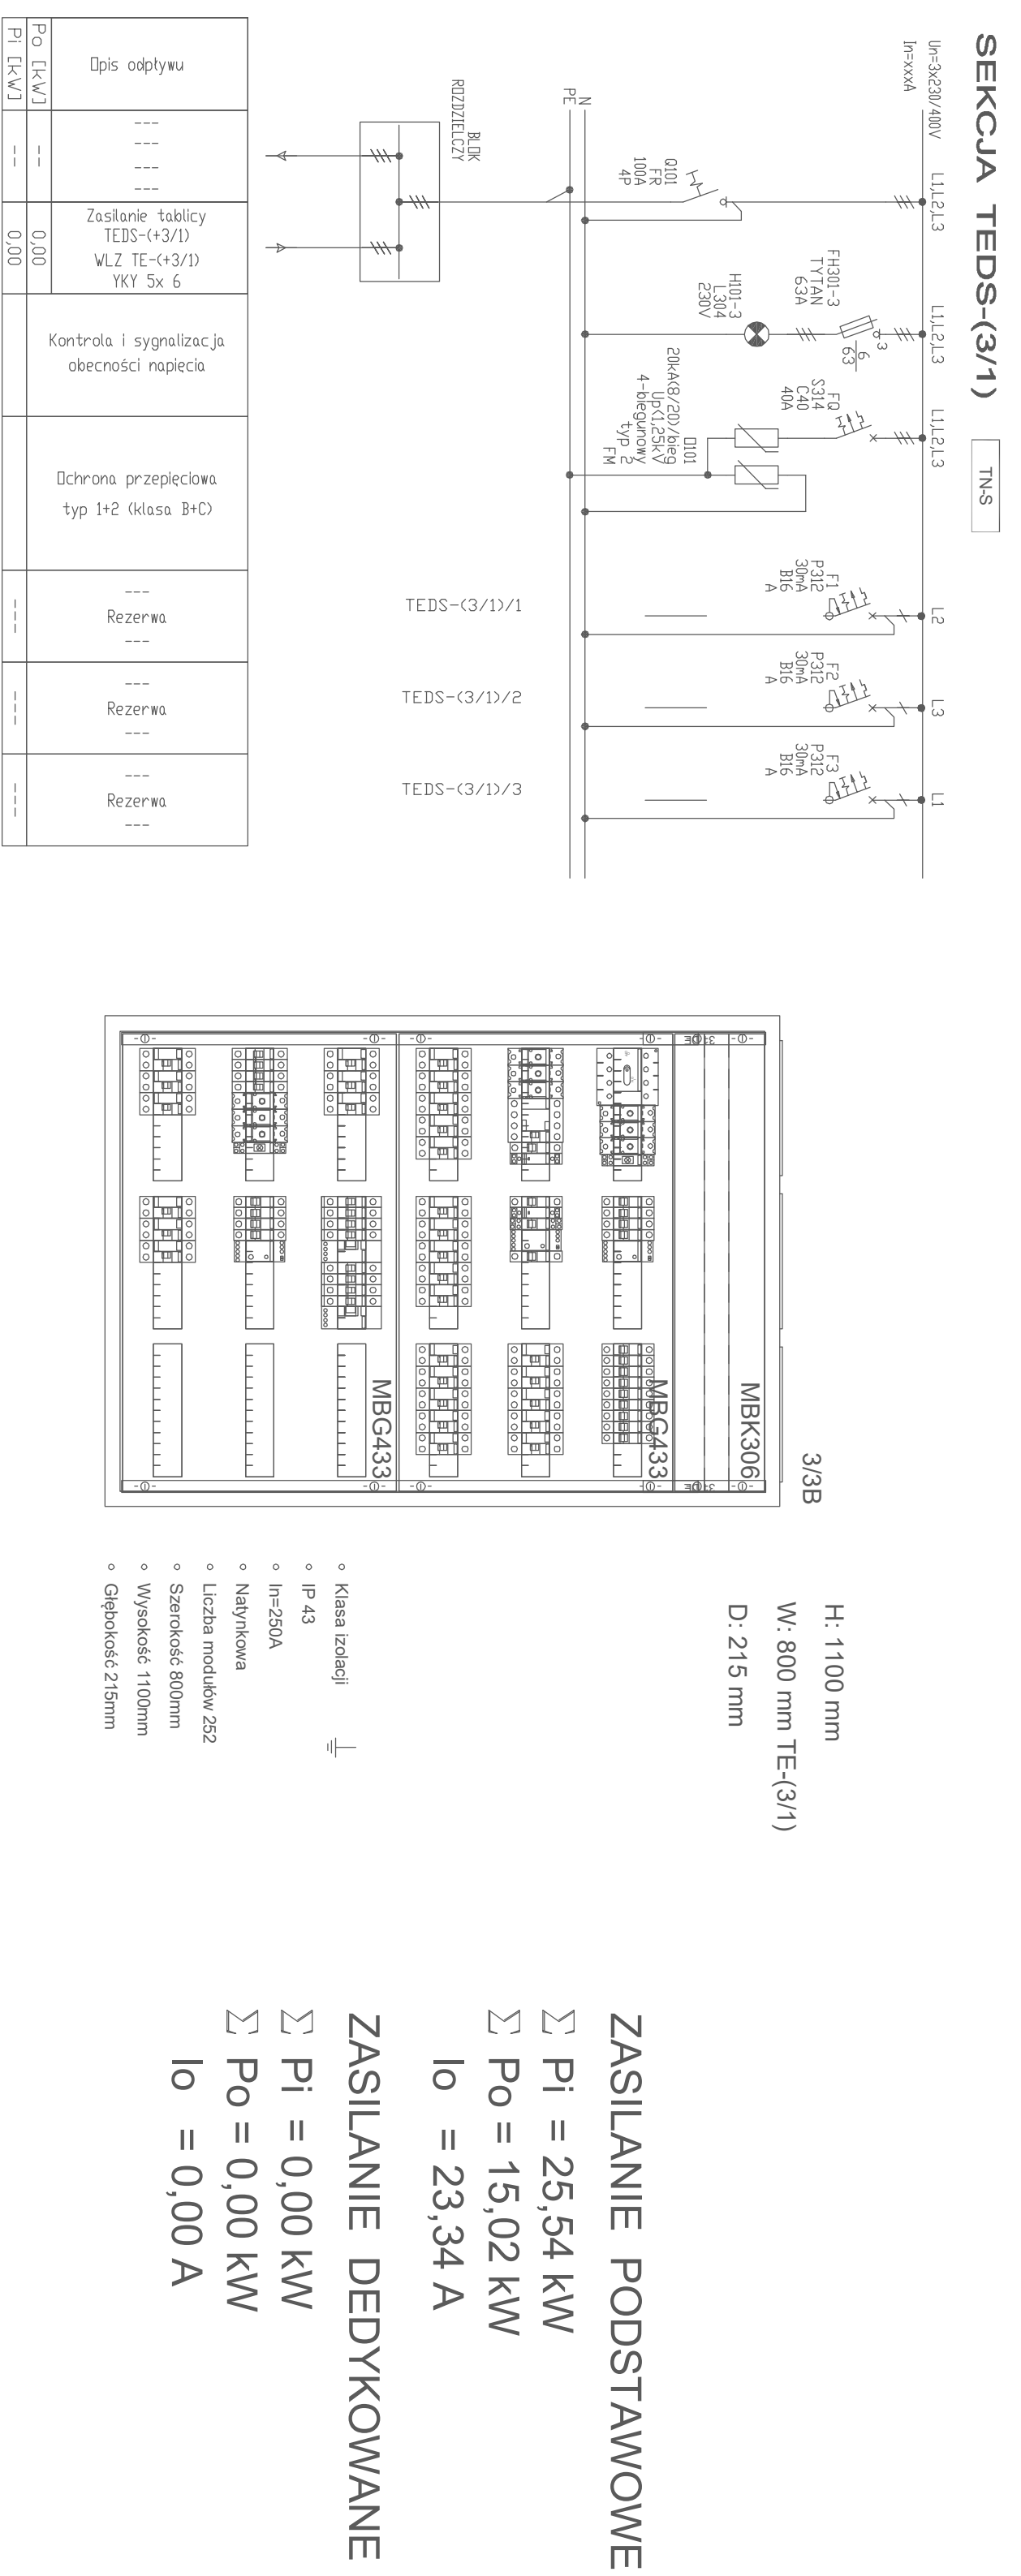 SEKCJA TEDS-(3/1)
TN-S
Un=3x230/400V
In=xxxA
L1,L2,L3
L1,L2,L3
L1,L2,L3
L2
L3
L1
Q101
FR
100A
4P
FH301-3
TYTAN
63A
3
6
63
H101-3
L304
230V
FQ
S314
C40
40A
O101
20kA(8/20)/bieg
Up<1,25kV
4-biegunowy
typ 2
FM
F1
P312
30mA
B16
A
F2
P312
30mA
B16
A
F3
P312
30mA
B16
A
N
PE
BLOK
ROZDZIELCZY
TEDS-(3/1)/1
TEDS-(3/1)/2
TEDS-(3/1)/3
Opis odpływu
---
---
---
---
Zasilanie tablicy
TEDS-(+3/1)
WLZ TE-(+3/1)
YKY 5x 6
Kontrola i sygnalizacja
obecności napięcia
Ochrona przepięciowa
typ 1+2 (klasa B+C)
---
Rezerwa
---
---
Rezerwa
---
---
Rezerwa
---
Po [kW]
--
0,00
Pi [kW]
--
0,00
---
---
---
3/3B
MBK306
MBG433
MBG433
H: 1100 mm
W: 800 mm TE-(3/1)
D: 215 mm
° Klasa izolacji
° IP 43
° In=250A
° Natynkowa
° Liczba modułów 252
° Szerokość 800mm
° Wysokość 1100mm
° Głębokość 215mm
ZASILANIE PODSTAWOWE
∑ Pi = 25,54 kW
∑ Po = 15,02 kW
Io = 23,34 A
ZASILANIE DEDYKOWANE
∑ Pi = 0,00 kW
∑ Po = 0,00 kW
Io = 0,00 A